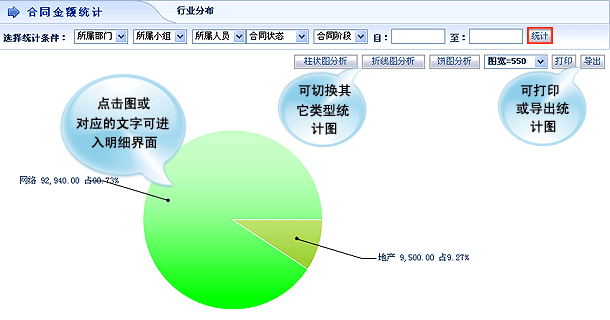 合同金额统计 行业分布
选择统计条件： 所属部门 所属小组 所属人员 合同状态 合同阶段 自： 至： 统计
柱状图分析 折线图分析 饼图分析 图宽=550 打印 导出
点击图或
对应的文字可进
入明细界面
可切换其
它类型统
计图
可打印
或导出统
计图
网络 92,940.00 占90.73%
地产 9,500.00 占9.27%